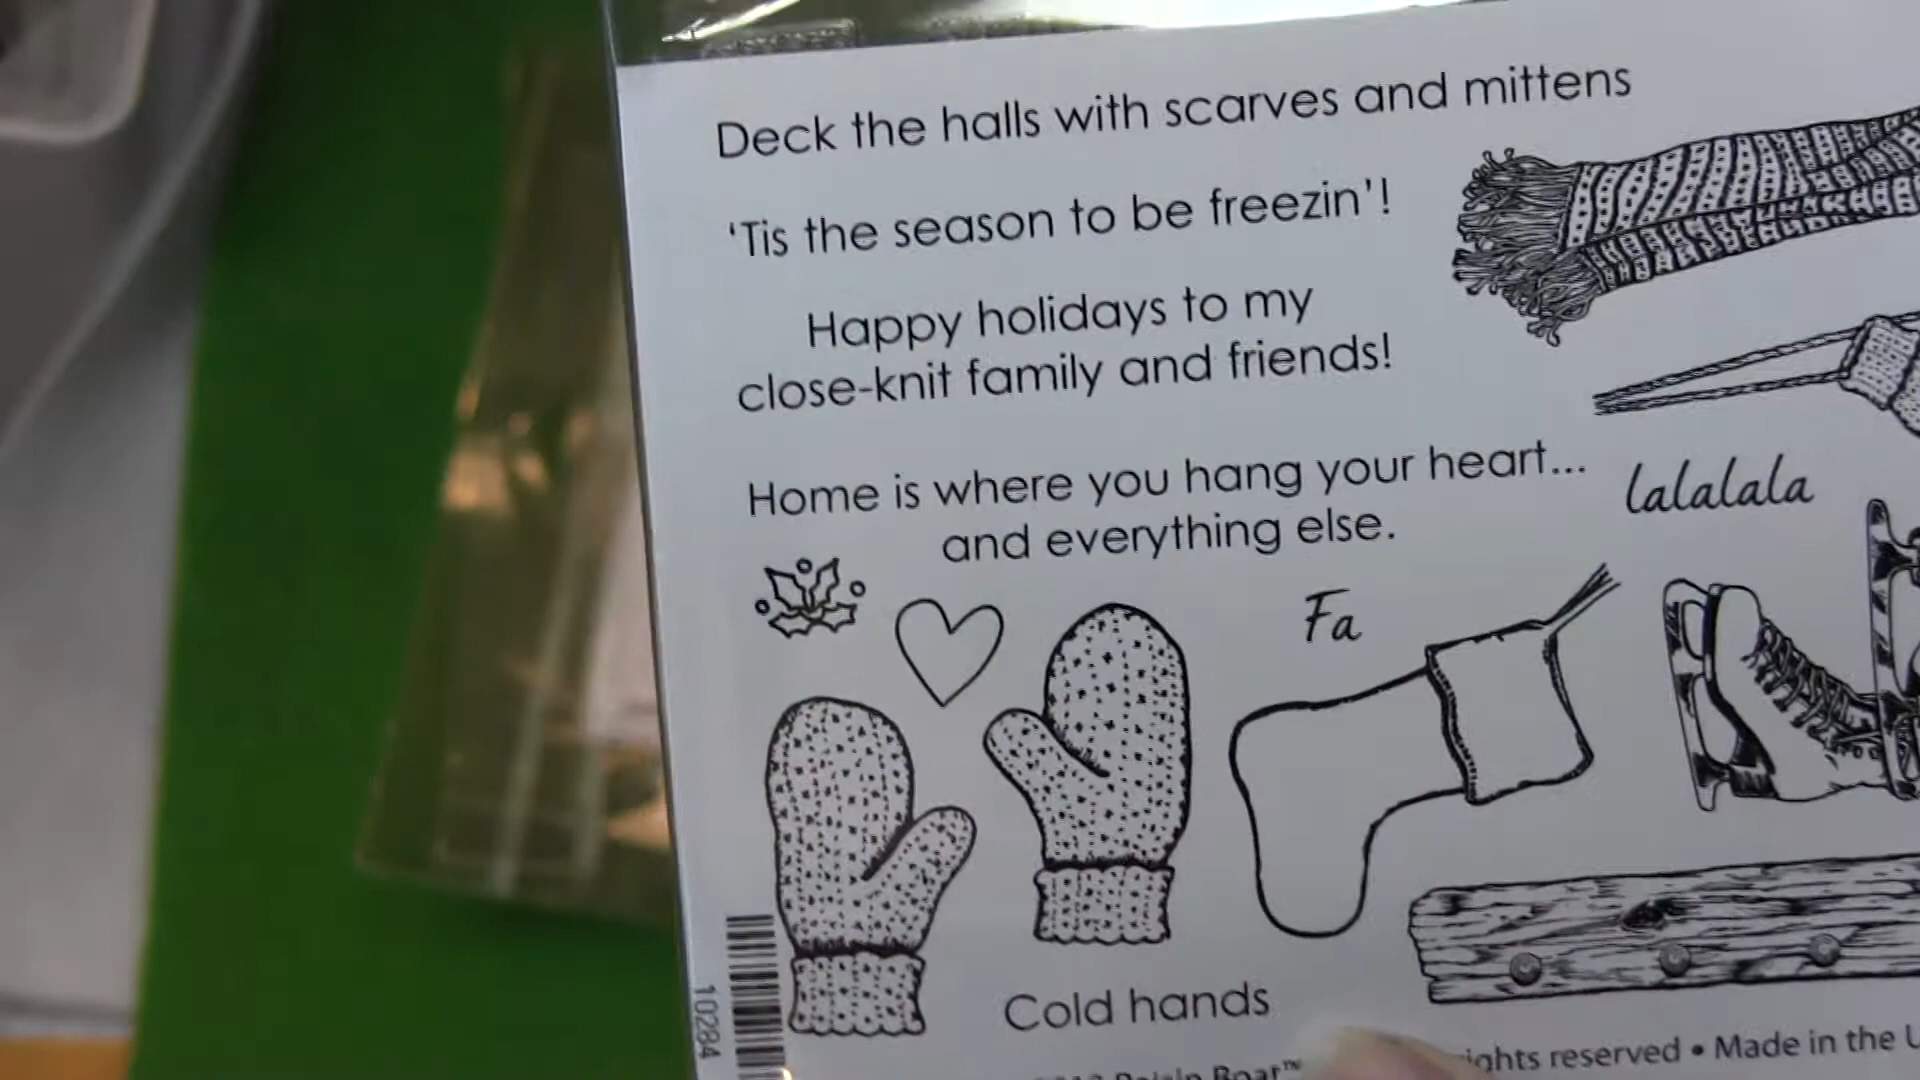 Deck the halls with scarves and mittens
‘Tis the season to be freezin'!
Happy holidays to my
close-knit family and friends!
Home is where you hang your heart...
and everything else.
lalalala
Fa
Cold hands
10284
Raisin Boat™ rights reserved • Made in the U